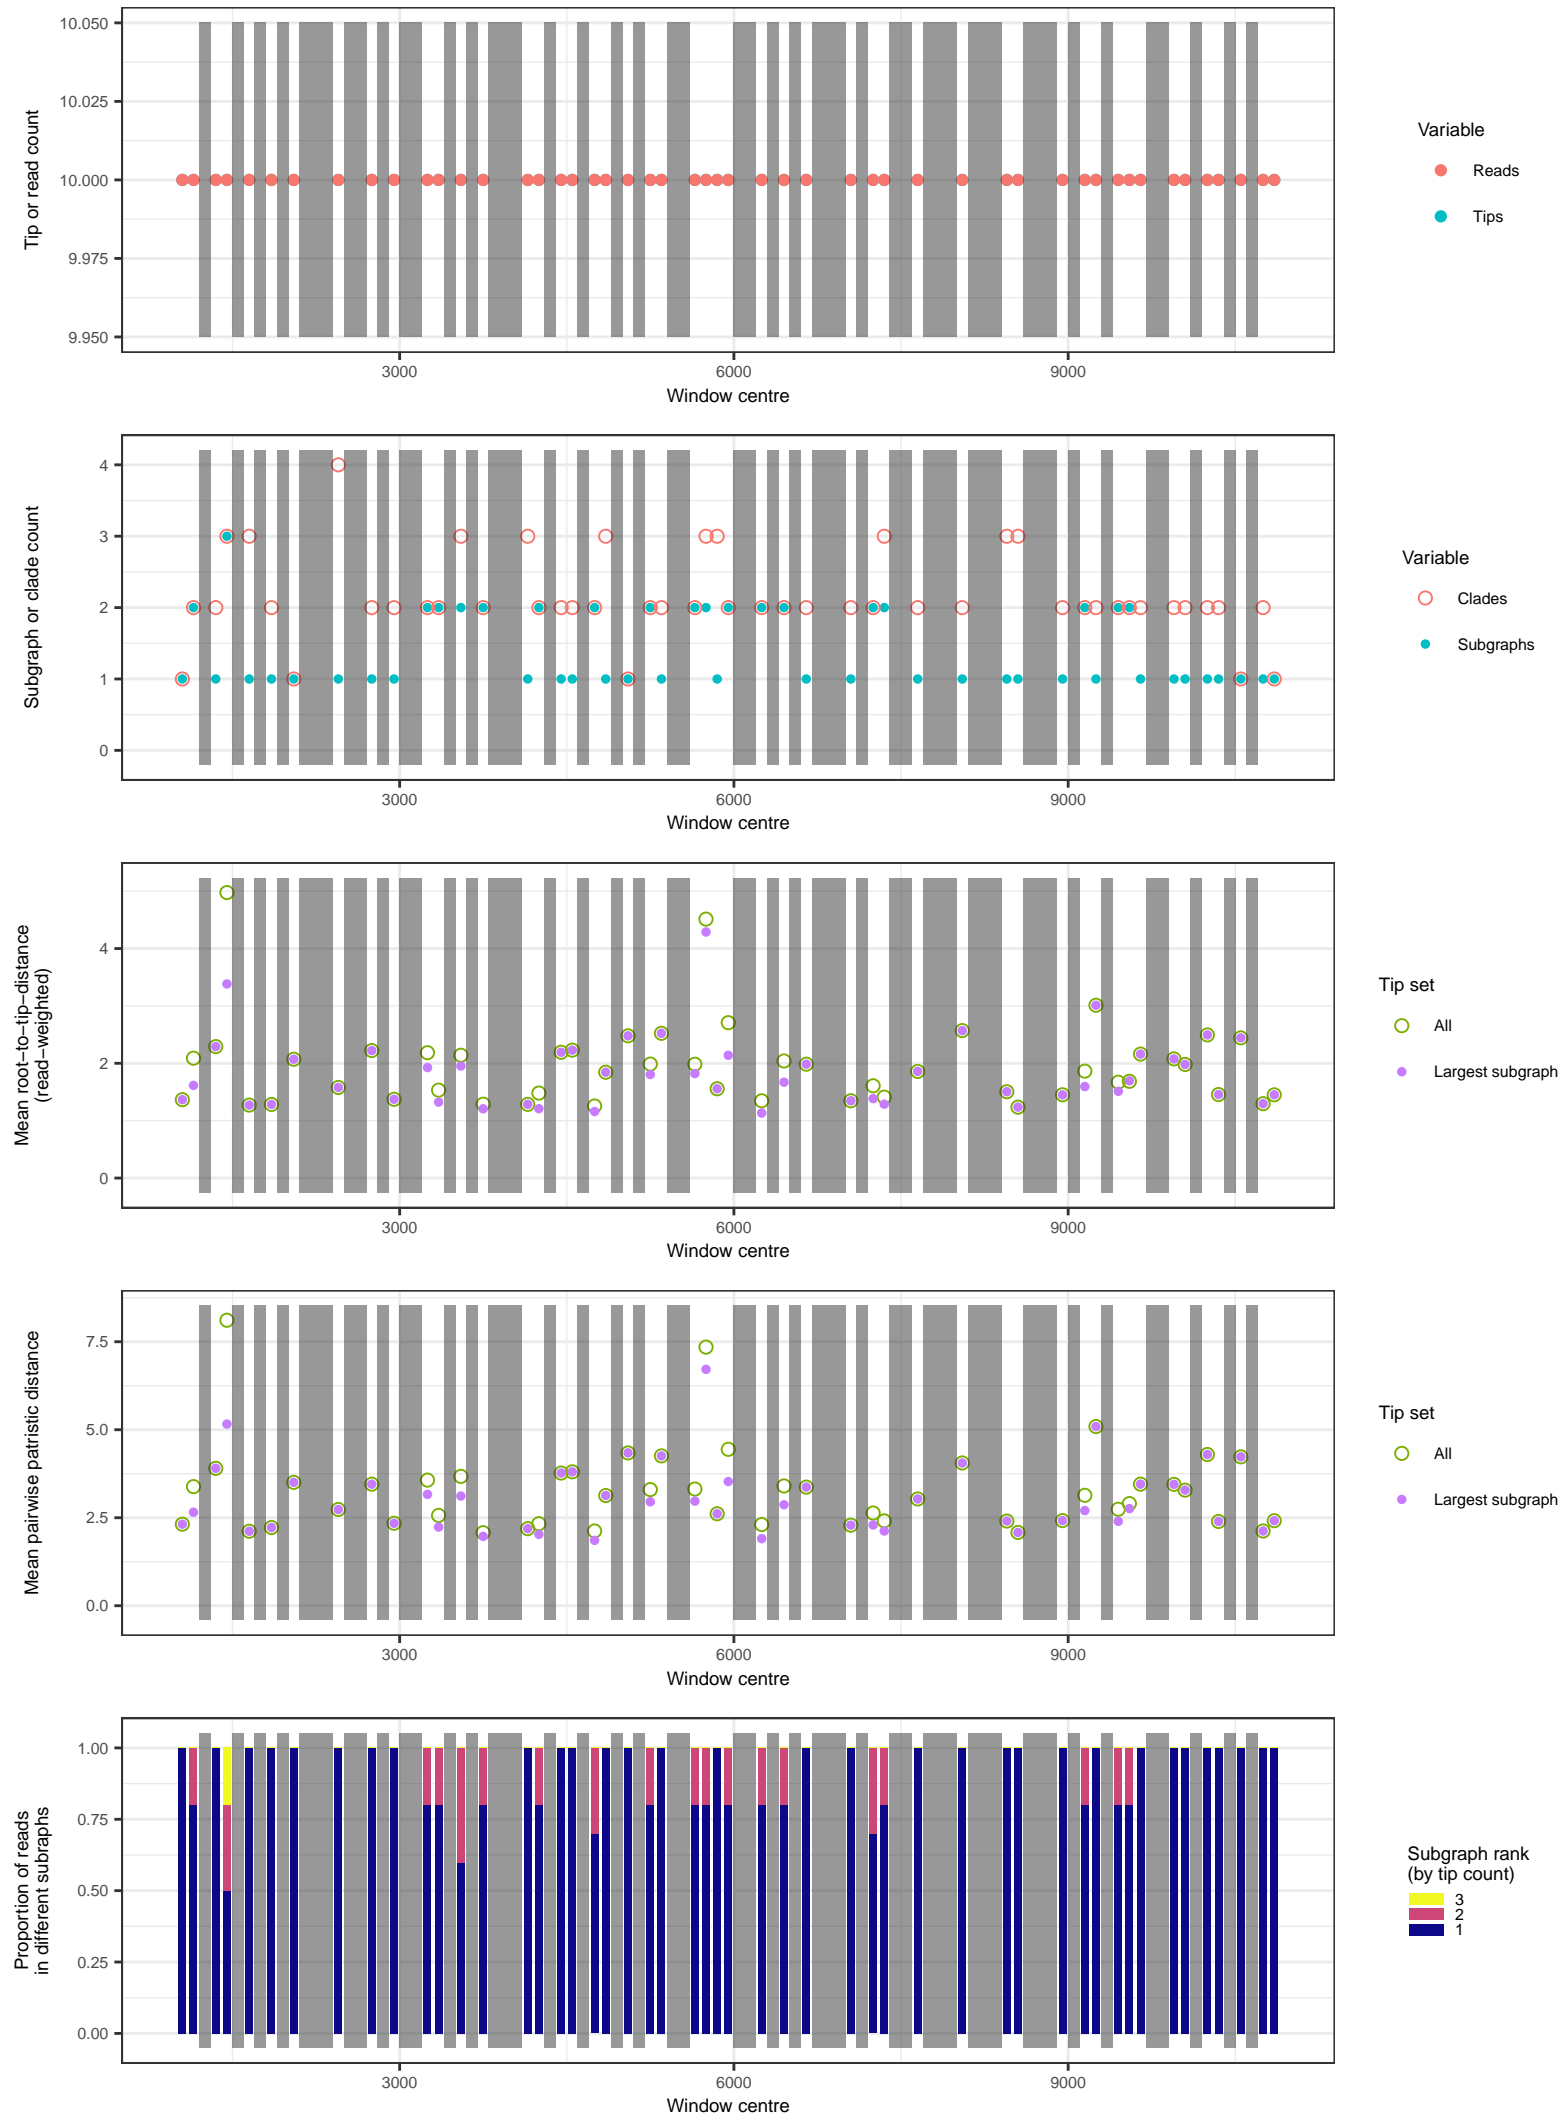 10.050
10.025
10.000
9.975
9.950
Tip or read count
3000
6000
9000
Window centre
Variable
Reads
Tips
4
3
2
1
0
Subgraph or clade count
3000
6000
9000
Window centre
Variable
Clades
Subgraphs
4
2
0
Mean root−to−tip−distance
(read−weighted)
3000
6000
9000
Window centre
Tip set
All
Largest subgraph
7.5
5.0
2.5
0.0
Mean pairwise patristic distance
3000
6000
9000
Window centre
Tip set
All
Largest subgraph
1.00
0.75
0.50
0.25
0.00
Proportion of reads
in different subraphs
3000
6000
9000
Window centre
Subgraph rank
(by tip count)
3
2
1